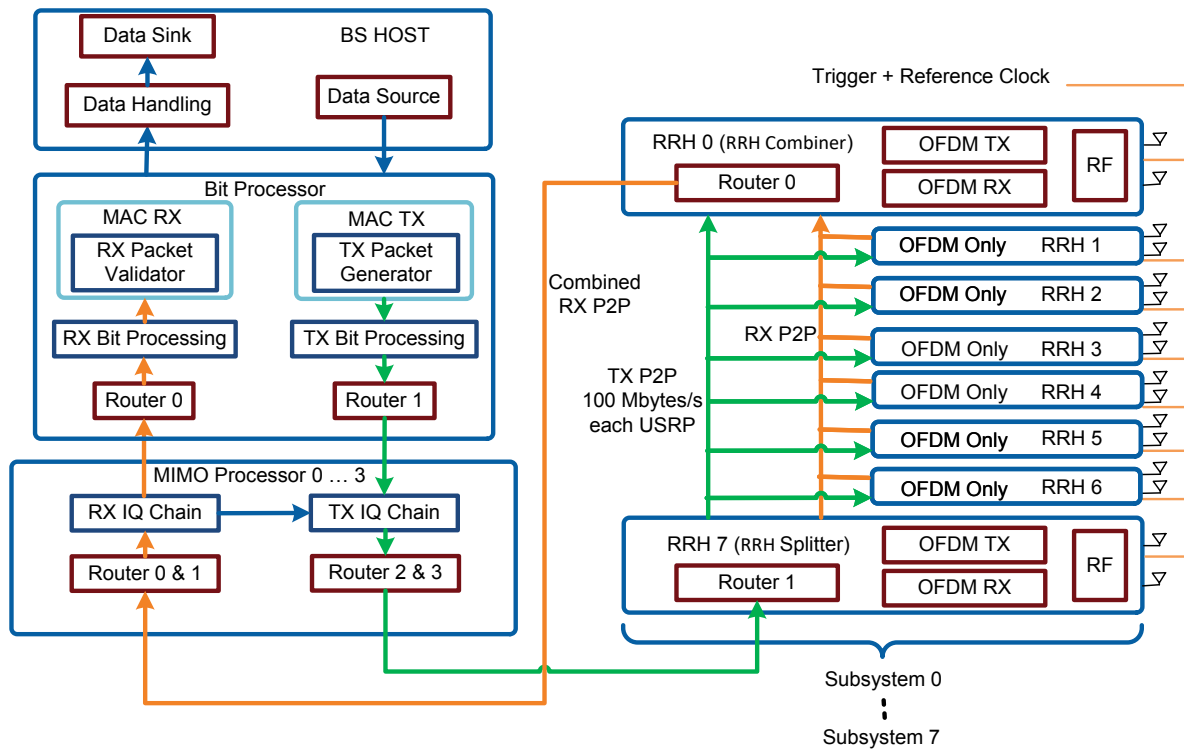 Data Sink
BS HOST
Data Handling
Data Source
Bit Processor
MAC RX
RX Packet
Validator
MAC TX
TX Packet
Generator
RX Bit Processing
TX Bit Processing
Router 0
Router 1
MIMO Processor 0 ... 3
RX IQ Chain
TX IQ Chain
Router 0 & 1
Router 2 & 3
Combined
RX P2P
Trigger + Reference Clock
RRH 0 (RRH Combiner)
Router 0
OFDM TX
OFDM RX
RF
OFDM Only RRH 1
OFDM Only RRH 2
RX P2P
OFDM Only RRH 3
TX P2P
100 Mbytes/s
each USRP
OFDM Only RRH 4
OFDM Only RRH 5
OFDM Only RRH 6
RRH 7 (RRH Splitter)
Router 1
OFDM TX
OFDM RX
RF
Subsystem 0
Subsystem 7